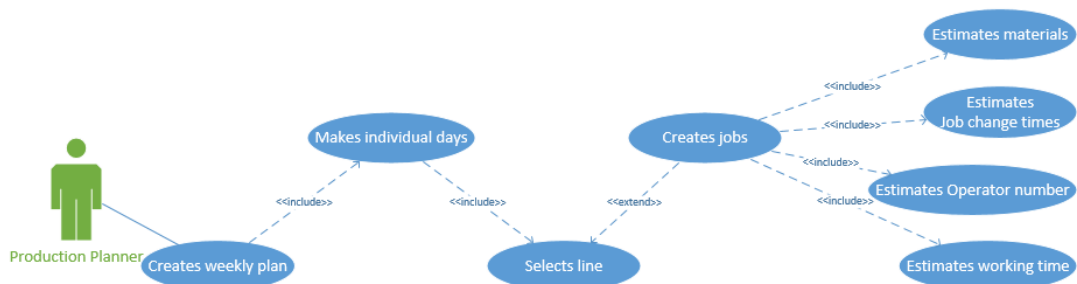 Estimates materials
<<include>>
Estimates
Job change times
Makes individual days
Creates jobs
<<include>>
<<include>>
Estimates Operator number
<<include>>
<<include>>
<<extend>>
<<include>>
Production Planner
Creates weekly plan
Selects line
Estimates working time